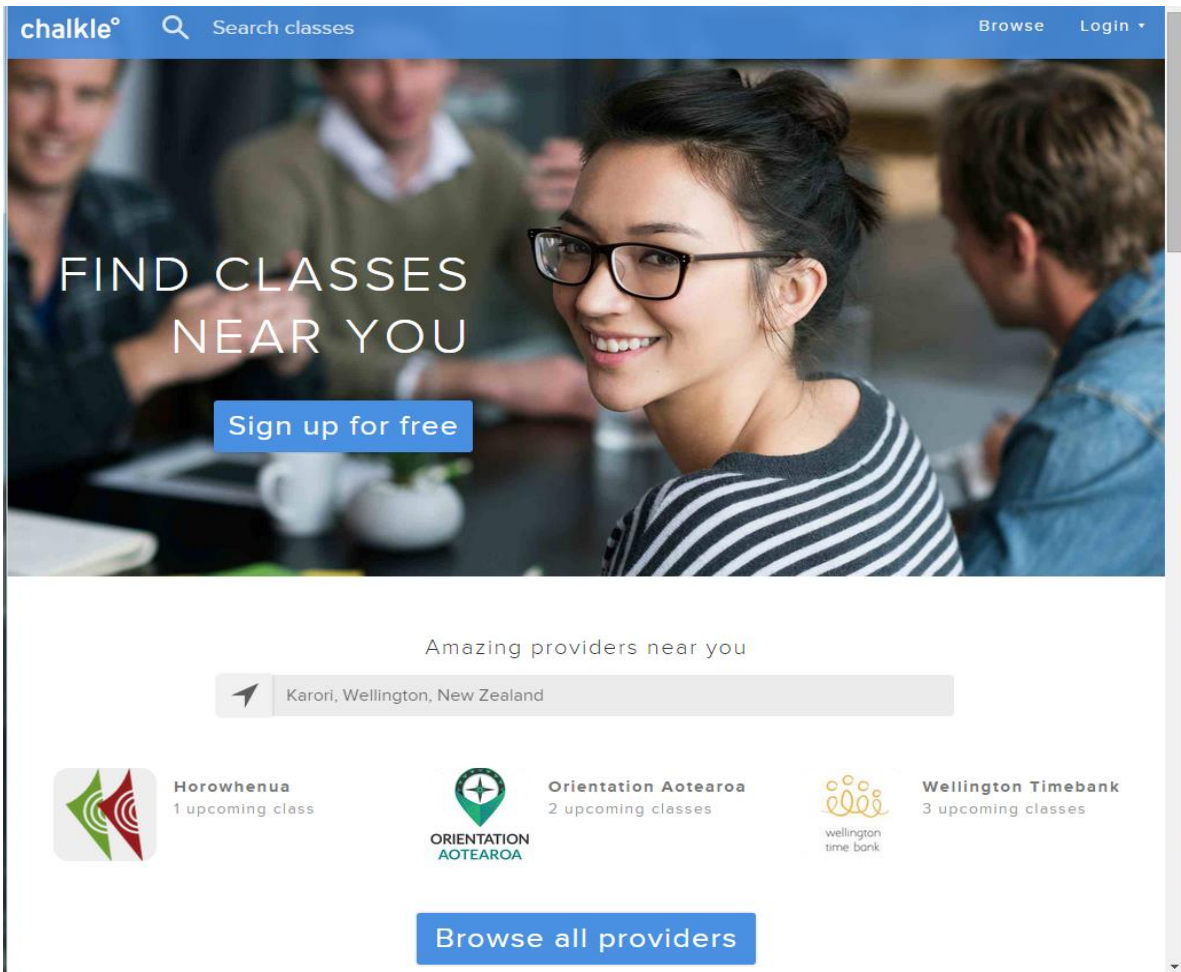 chalkle°
Search classes
Browse
Login
FIND CLASSES
NEAR YOU
Sign up for free
Amazing providers near you
Karori, Wellington, New Zealand
Horowhenua
1 upcoming class
ORIENTATION
AOTEAROA
Orientation Aotearoa
2 upcoming classes
wellington
time bank
Wellington Timebank
3 upcoming classes
Browse all providers